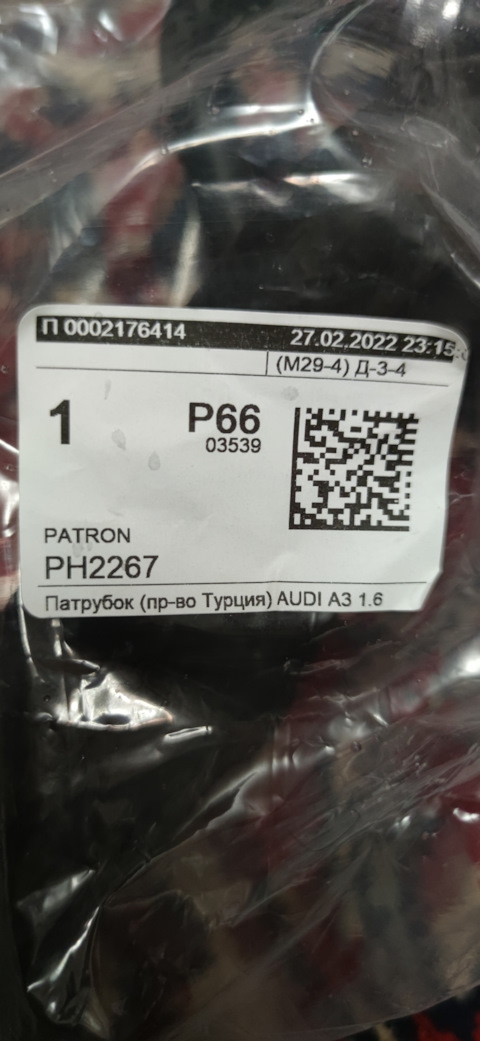 П 0002176414 27.02.2022 23:15
(М29-4) Д-3-4
1 P66
03539
PATRON
PH2267
Патрубок (пр-во Турция) AUDI A3 1.6